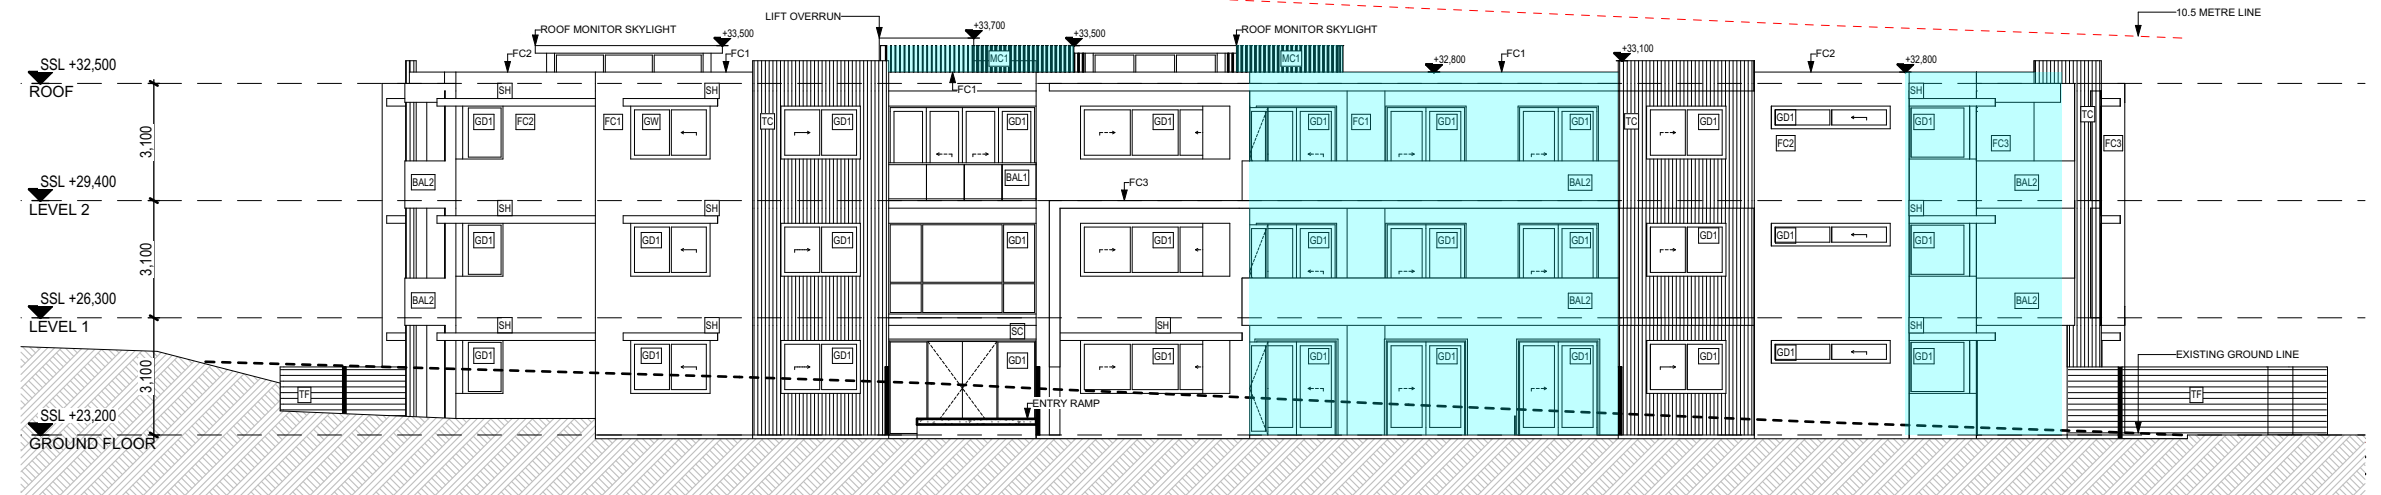 10.5 METRE LINE
LIFT OVERRUN
+33,700
ROOF MONITOR SKYLIGHT
+33,500
+33,500
ROOF MONITOR SKYLIGHT
FC2
FC1
MC1
MC1
+32,800
FC1
+33,100
FC2
+32,800
SSL +32,500
ROOF
SH
SH
FC1
SH
GD1
FC2
FC1
GW
TC
GD1
GD1
GD1
GD1
FC1
GD1
GD1
TC
GD1
GD1
FC2
GD1
FC3
TC
FC3
3,100
BAL2
BAL1
BAL2
BAL2
SSL +29,400
LEVEL 2
FC3
SH
SH
SH
GD1
GD1
GD1
GD1
GD1
GD1
GD1
GD1
GD1
GD1
GD1
3,100
BAL2
BAL2
BAL2
SSL +26,300
LEVEL 1
SH
SH
SC
SH
SH
GD1
GD1
GD1
GD1
GD1
GD1
GD1
GD1
GD1
GD1
GD1
EXISTING GROUND LINE
3,100
TF
TF
ENTRY RAMP
SSL +23,200
GROUND FLOOR